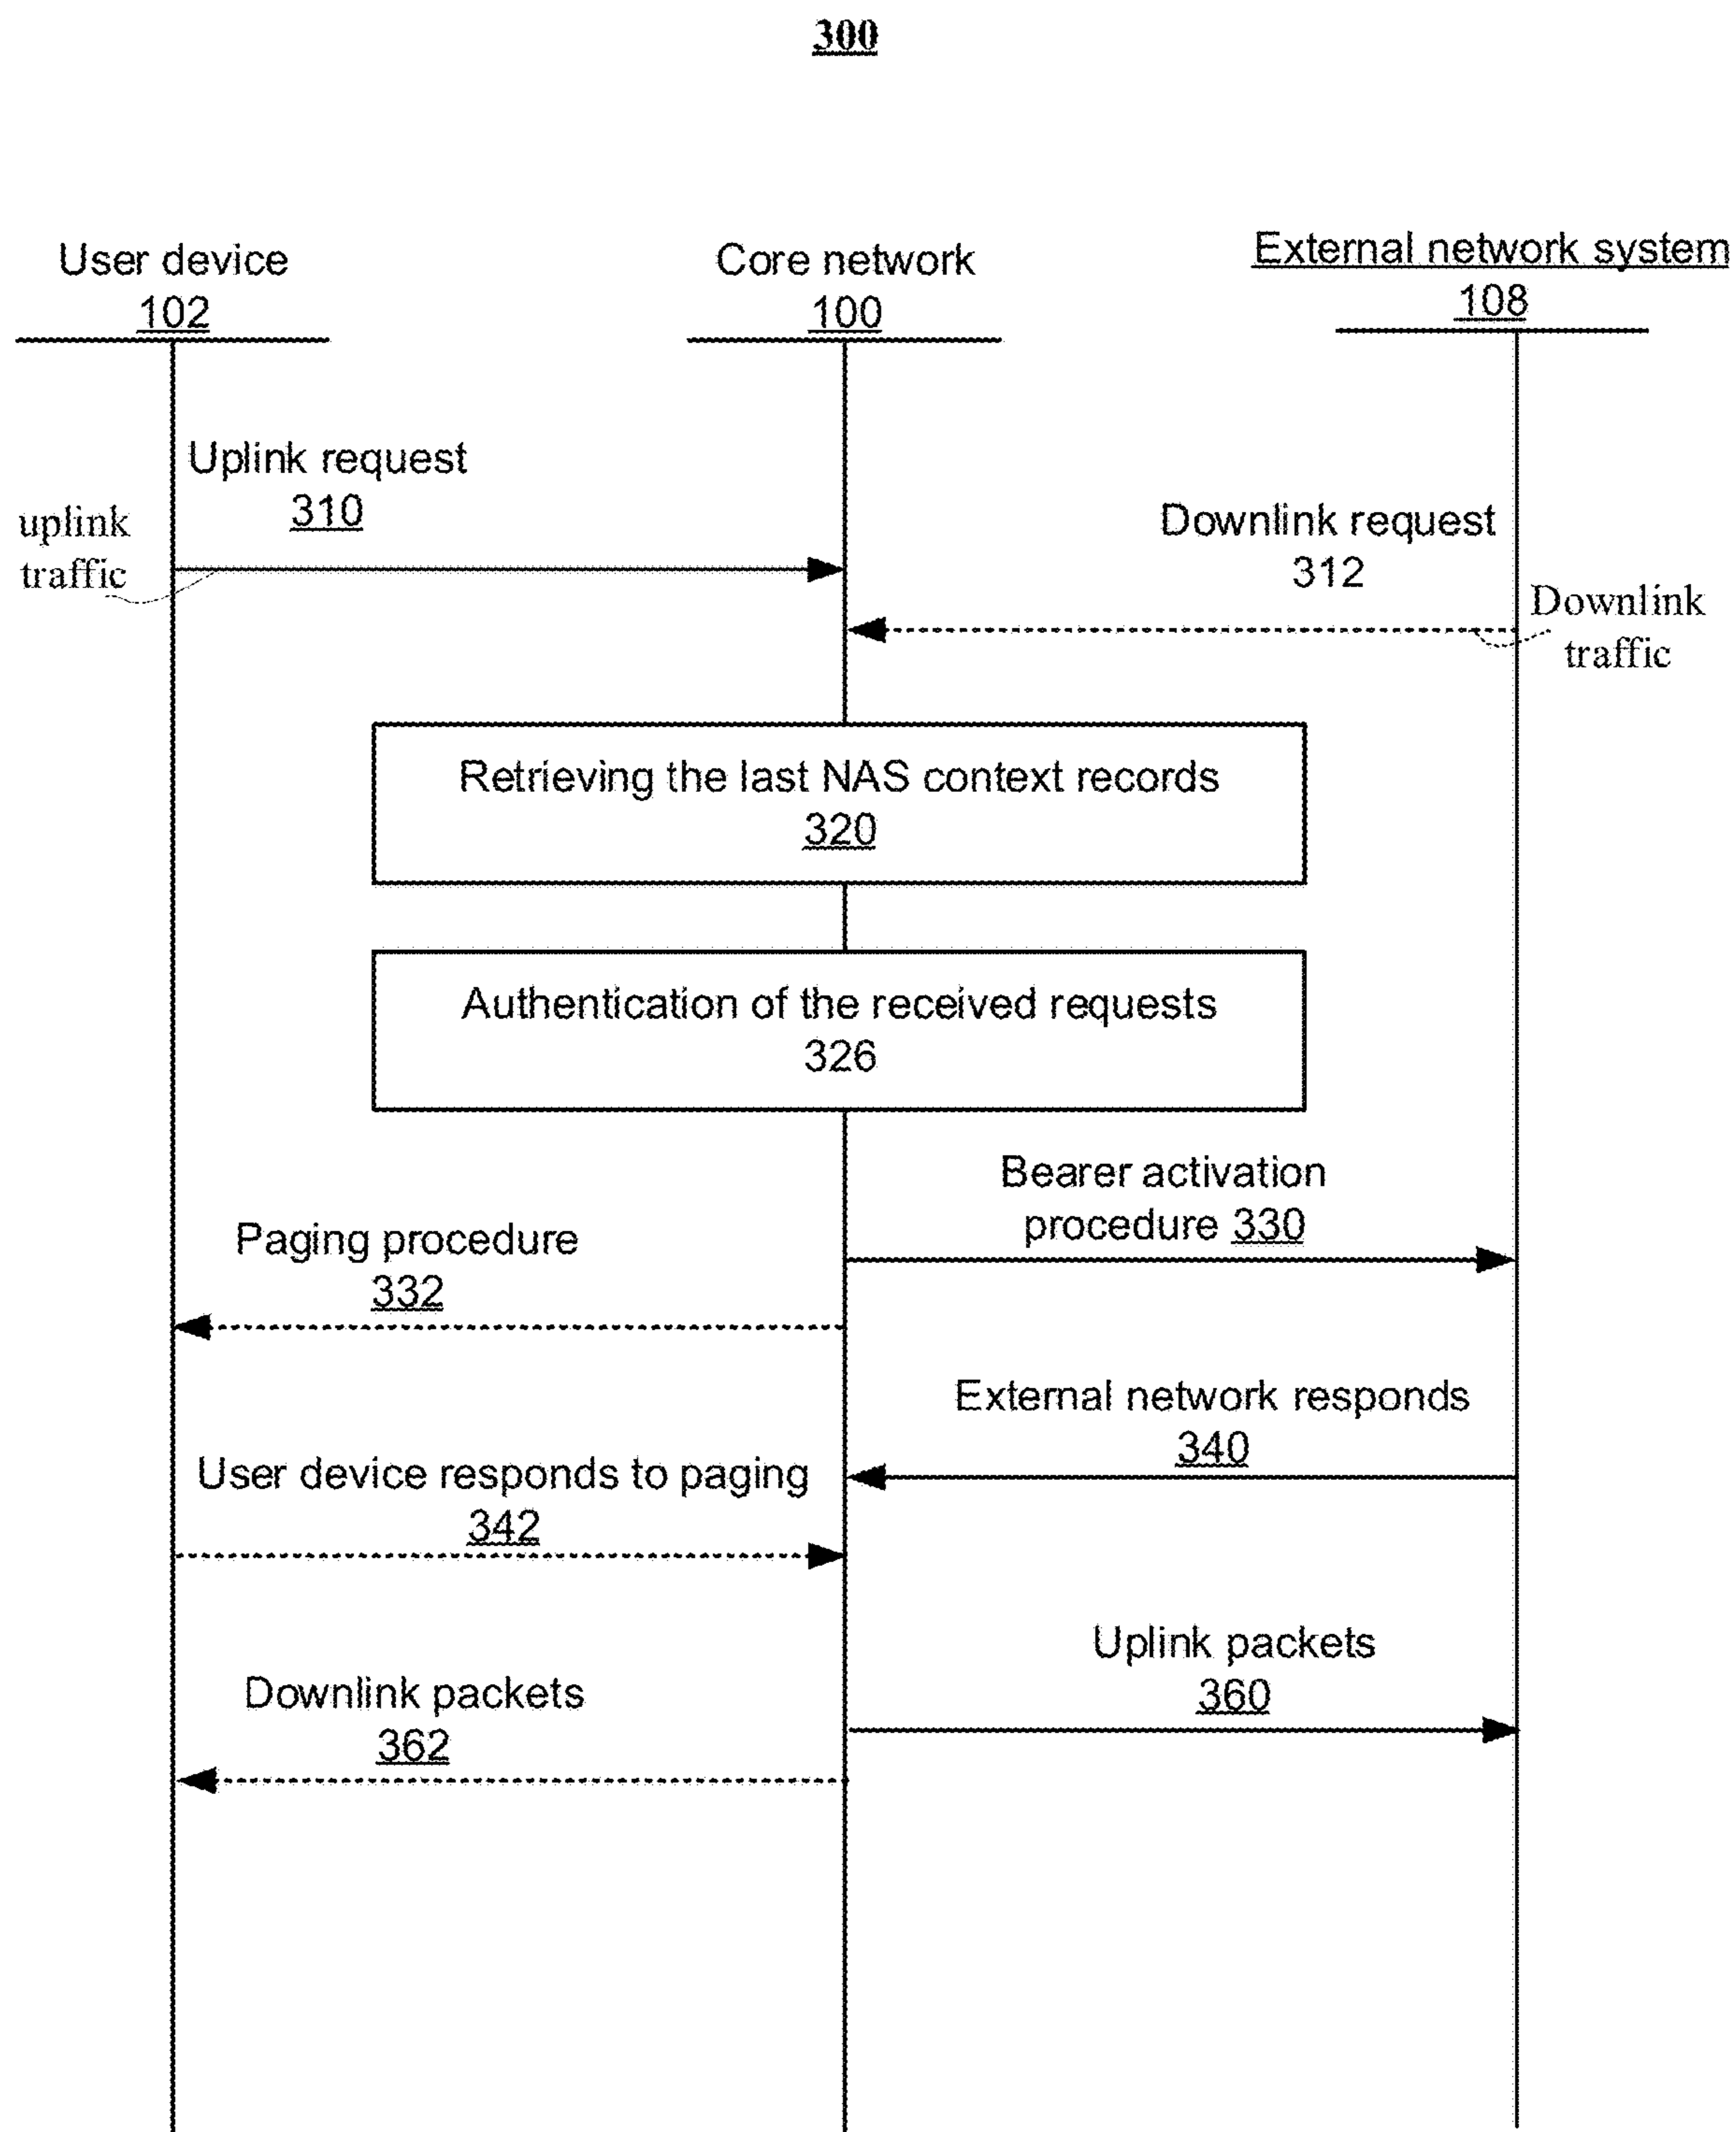 300
User device
102
Core network
100
External network system
108
Uplink request
310
uplink
traffic
Downlink request
312
Downlink
traffic
Retrieving the last NAS context records
320
Authentication of the received requests
326
Bearer activation
procedure 330
Paging procedure
332
External network responds
340
User device responds to paging
342
Uplink packets
360
Downlink packets
362